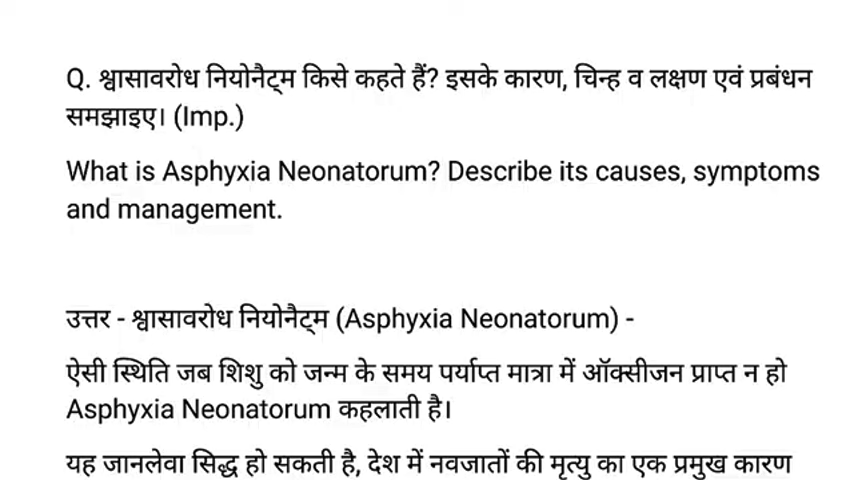 Q. श्वासावरोध नियोनैट्म किसे कहते हैं? इसके कारण, चिन्ह व लक्षण एवं प्रबंधन
समझाइए। (Imp.)
What is Asphyxia Neonatorum? Describe its causes, symptoms
and management.
उत्तर - श्वासावरोध नियोनैट्म (Asphyxia Neonatorum) -
ऐसी स्थिति जब शिशु को जन्म के समय पर्याप्त मात्रा में ऑक्सीजन प्राप्त न हो
Asphyxia Neonatorum कहलाती है।
यह जानलेवा सिद्ध हो सकती है, देश में नवजातों की मृत्यु का एक प्रमुख कारण